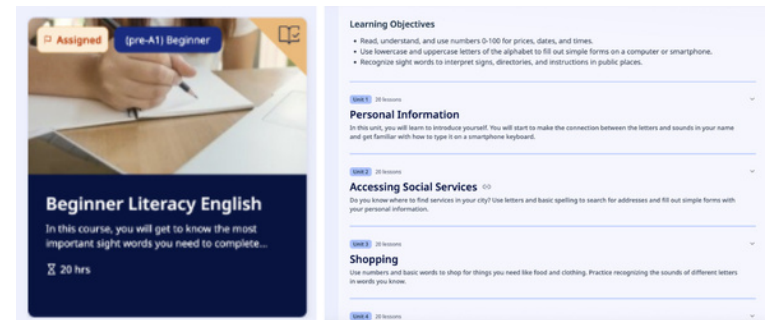 Assigned
(pre-A1) Beginner
Beginner Literacy English
In this course, you will get to know the most
important sight words you need to complete...
20 hrs
Learning Objectives
• Read, understand, and use numbers 0-100 for prices, dates, and times.
• Use lowercase and uppercase letters of the alphabet to fill out simple forms on a computer or smartphone.
• Recognize sight words to interpret signs, directories, and instructions in public places.
Unit 1 20 lessons
Personal Information
In this unit, you will learn to introduce yourself. You will start to make the connection between the letters and sounds in your name
and get familiar with how to type it on a smartphone keyboard.
Unit 2 20 lessons
Accessing Social Services
Do you know where to find services in your city? Use letters and basic spelling to search for addresses and fill out simple forms with
your personal information.
Unit 3 20 lessons
Shopping
Use numbers and basic words to shop for things you need like food and clothing. Practice recognizing the sounds of different letters
in words you know.
Unit 4 20 lessons